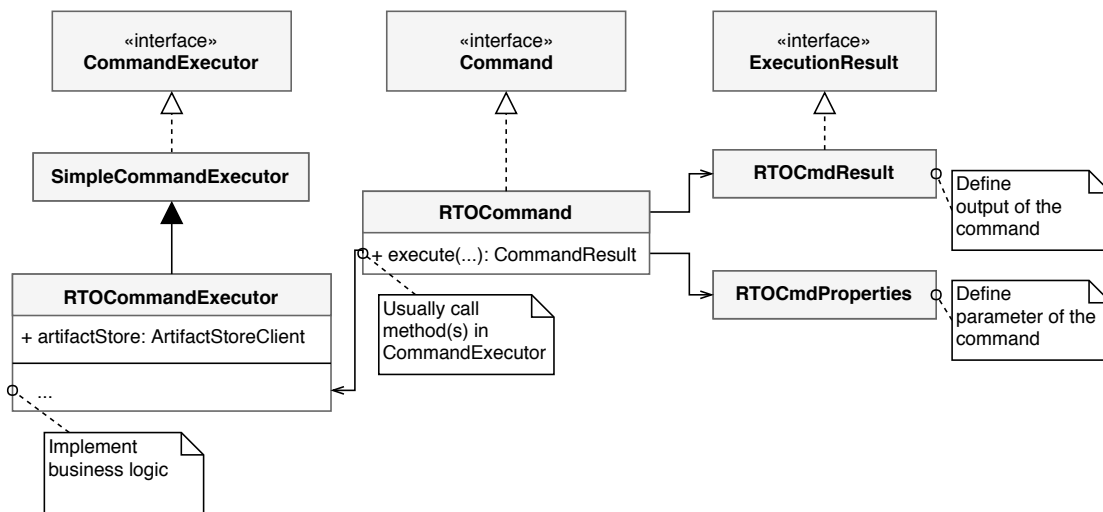 «interface»
CommandExecutor
«interface»
Command
«interface»
ExecutionResult
SimpleCommandExecutor
RTOCmdResult
Define
output of the
command
RTOCommand
+ execute(...): CommandResult
RTOCommandExecutor
+ artifactStore: ArtifactStoreClient
...
Usually call
method(s) in
CommandExecutor
RTOCmdProperties
Define
parameter of the
command
Implement
business logic